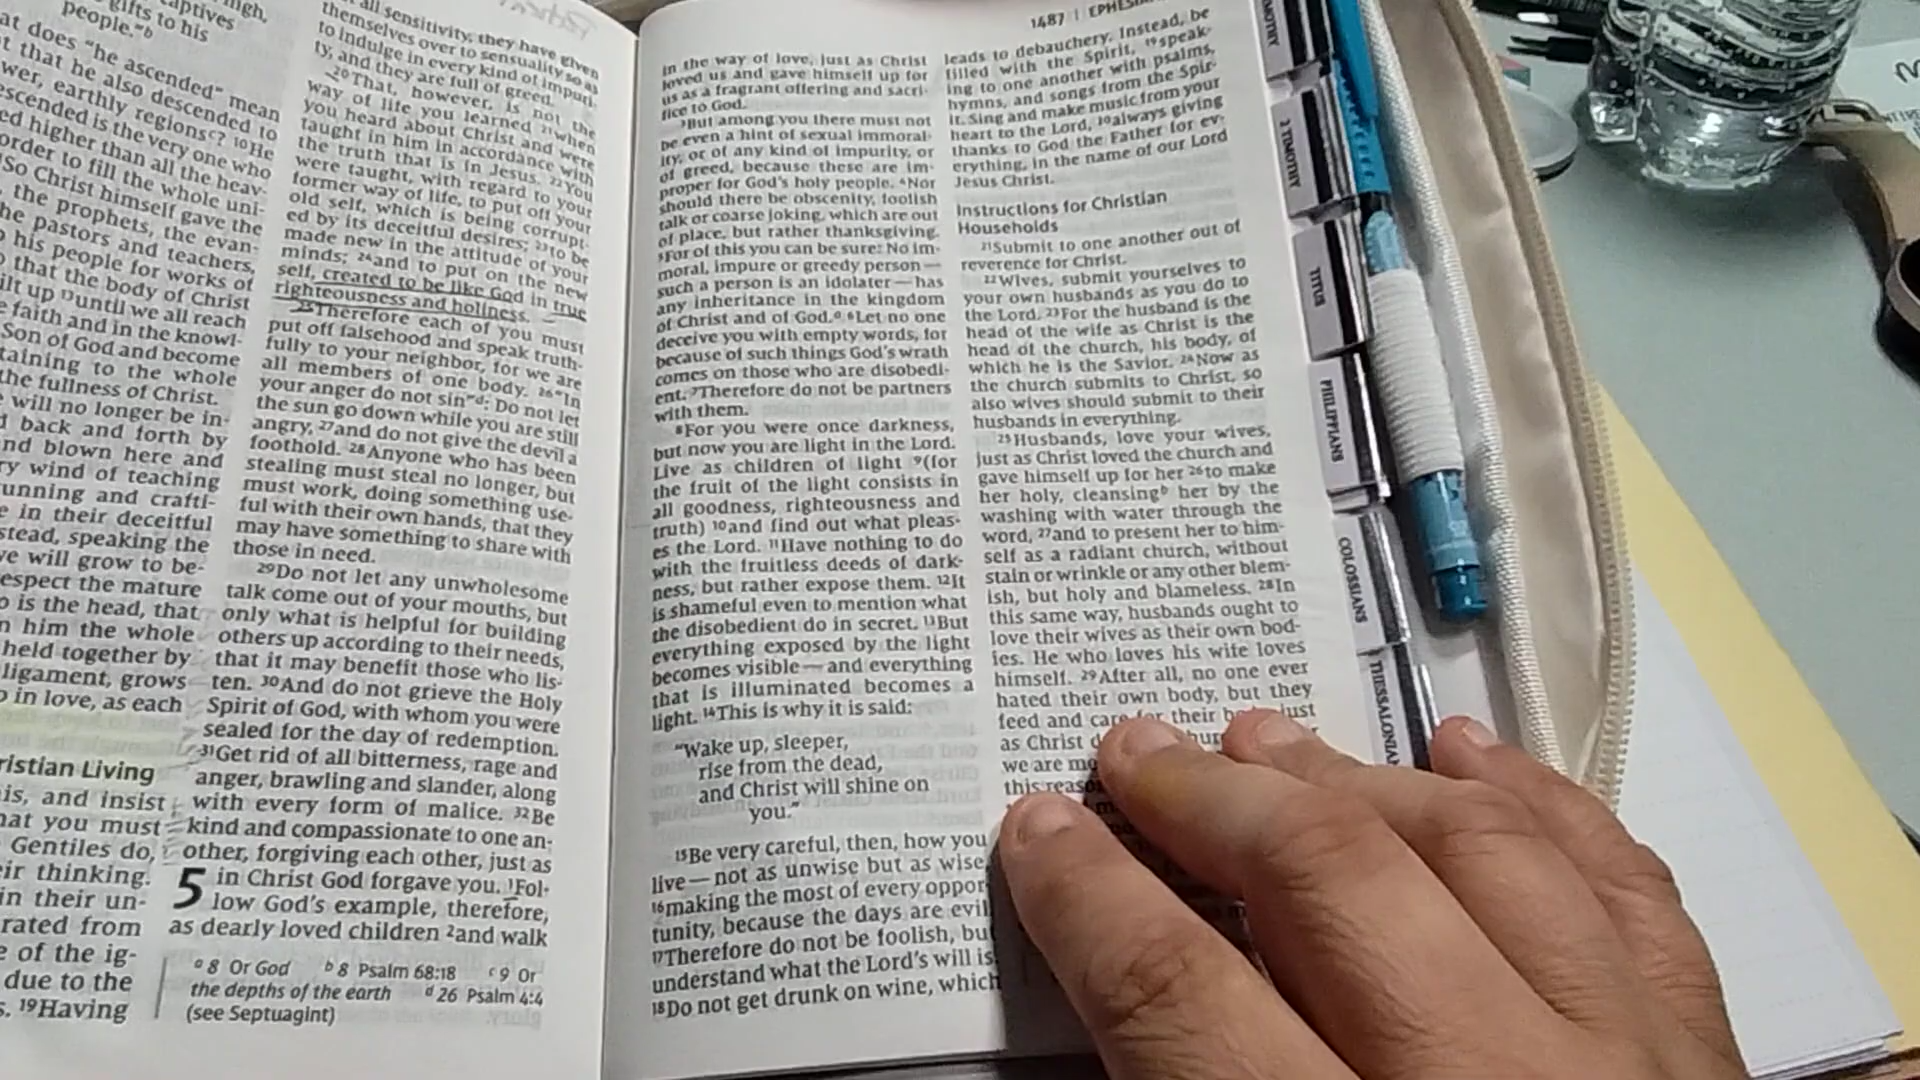 high,
gifts to his
people."b
at does "he ascended" mean
t that he also descended to
wer, earthly regionsc? 10He
escended is the very one who
ed higher than all the heav-
order to fill the whole uni-
So Christ himself gave the
, the prophets, the evan-
he pastors and teachers,
his people for works of
that the body of Christ
ilt up 13until we all reach
faith and in the knowl-
Son of God and become
taining to the whole
the fullness of Christ.
will no longer be in-
back and forth by
nd blown here and
ry wind of teaching
unning and crafti-
e in their deceitful
stead, speaking the
ve will grow to be-
espect the mature
is the head, that
m him the whole
held together by
ligament, grows
in love, as each
ristian Living
is, and insist
hat you must
Gentiles do,
eir thinking.
in their un-
rated from
e of the ig-
due to the
s. 19Having
all sensitivity, they have given
themselves over to sensuality so as
to indulge in every kind of impuri-
ty, and they are full of greed.
20That, however, is not the
way of life you learned 21when
you heard about Christ and were
taught in him in accordance with
the truth that is in Jesus. 22You
were taught, with regard to your
former way of life, to put off your
old self, which is being corrupt-
ed by its deceitful desires; 23to be
made new in the attitude of your
minds; 24and to put on the new
self, created to be like God in true
righteousness and holiness.
25Therefore each of you must
put off falsehood and speak truth-
fully to your neighbor, for we are
all members of one body. 26"In
your anger do not sin"d: Do not let
the sun go down while you are still
angry, 27and do not give the devil a
foothold. 28Anyone who has been
stealing must steal no longer, but
must work, doing something use-
ful with their own hands, that they
may have something to share with
those in need.
29Do not let any unwholesome
talk come out of your mouths, but
only what is helpful for building
others up according to their needs,
that it may benefit those who lis-
ten. 30And do not grieve the Holy
Spirit of God, with whom you were
sealed for the day of redemption.
31Get rid of all bitterness, rage and
anger, brawling and slander, along
with every form of malice. 32Be
kind and compassionate to one an-
other, forgiving each other, just as
in Christ God forgave you.
5 1Fol-
low God's example, therefore,
as dearly loved children 2and walk
a 8 Or God b 8 Psalm 68:18 c 9 Or
the depths of the earth d 26 Psalm 4:4
(see Septuagint)
1487 | EPHESIA
in the way of love, just as Christ
loved us and gave himself up for
us as a fragrant offering and sacri-
fice to God.
3But among you there must not
be even a hint of sexual immoral-
ity, or of any kind of impurity, or
of greed, because these are im-
proper for God's holy people. 4Nor
should there be obscenity, foolish
talk or coarse joking, which are out
of place, but rather thanksgiving.
5For of this you can be sure: No im-
moral, impure or greedy person—
such a person is an idolater—has
any inheritance in the kingdom
of Christ and of God.a 6Let no one
deceive you with empty words, for
because of such things God's wrath
comes on those who are disobedi-
ent. 7Therefore do not be partners
with them.
8For you were once darkness,
but now you are light in the Lord.
Live as children of light 9(for
the fruit of the light consists in
all goodness, righteousness and
truth) 10and find out what pleas-
es the Lord. 11Have nothing to do
with the fruitless deeds of dark-
ness, but rather expose them. 12It
is shameful even to mention what
the disobedient do in secret. 13But
everything exposed by the light
becomes visible—and everything
that is illuminated becomes a
light. 14This is why it is said:
"Wake up, sleeper,
rise from the dead,
and Christ will shine on
you."
15Be very careful, then, how you
live—not as unwise but as wise,
16making the most of every oppor-
tunity, because the days are evil.
17Therefore do not be foolish, but
understand what the Lord's will is.
18Do not get drunk on wine, which
leads to debauchery. Instead, be
filled with the Spirit, 19speak-
ing to one another with psalms,
hymns, and songs from the Spir-
it. Sing and make music from your
heart to the Lord, 20always giving
thanks to God the Father for ev-
erything, in the name of our Lord
Jesus Christ.
Instructions for Christian
Households
21Submit to one another out of
reverence for Christ.
22Wives, submit yourselves to
your own husbands as you do to
the Lord. 23For the husband is the
head of the wife as Christ is the
head of the church, his body, of
which he is the Savior. 24Now as
the church submits to Christ, so
also wives should submit to their
husbands in everything.
25Husbands, love your wives,
just as Christ loved the church and
gave himself up for her 26to make
her holy, cleansingb her by the
washing with water through the
word, 27and to present her to him-
self as a radiant church, without
stain or wrinkle or any other blem-
ish, but holy and blameless. 28In
this same way, husbands ought to
love their wives as their own bod-
ies. He who loves his wife loves
himself. 29After all, no one ever
hated their own body, but they
feed and care for their just
as Christ
we are
this
2 TIMOTHY
TITUS
PHILIPPIANS
COLOSSIANS
THESSALONIAN